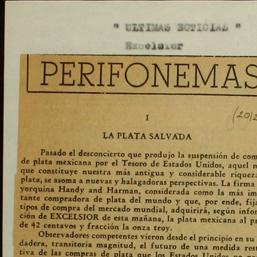 " ULTIMAS NOTICIAS "
Excelsior
PERIFONEMAS
(20)2
I
LA PLATA SALVADA
Pasado el desconcierto que produjo la suspensión de com
de plata mexicana por el Tesoro de Estados Unidos, aquel n
que constituye nuestra más antigua y considerable riquez
plata, se asoma a nuevas y halagadoras perspectivas. La firma
yorquina Handy and Harman, considerada como la más im
tante compradora de plata del mundo y que, por ende, fija
tipos de compra del mercado mundial, adquirirá, según infor
ción de EXCELSIOR de esta mañana, la plata mexicana al pr
de 42 centavos y fracción la onza troy.
Observadores competentes vieron desde el principio en su
dadera, transitoria magnitud, el futuro de una medida rest
tiva de las compras de plata que los Estados Unidos no po